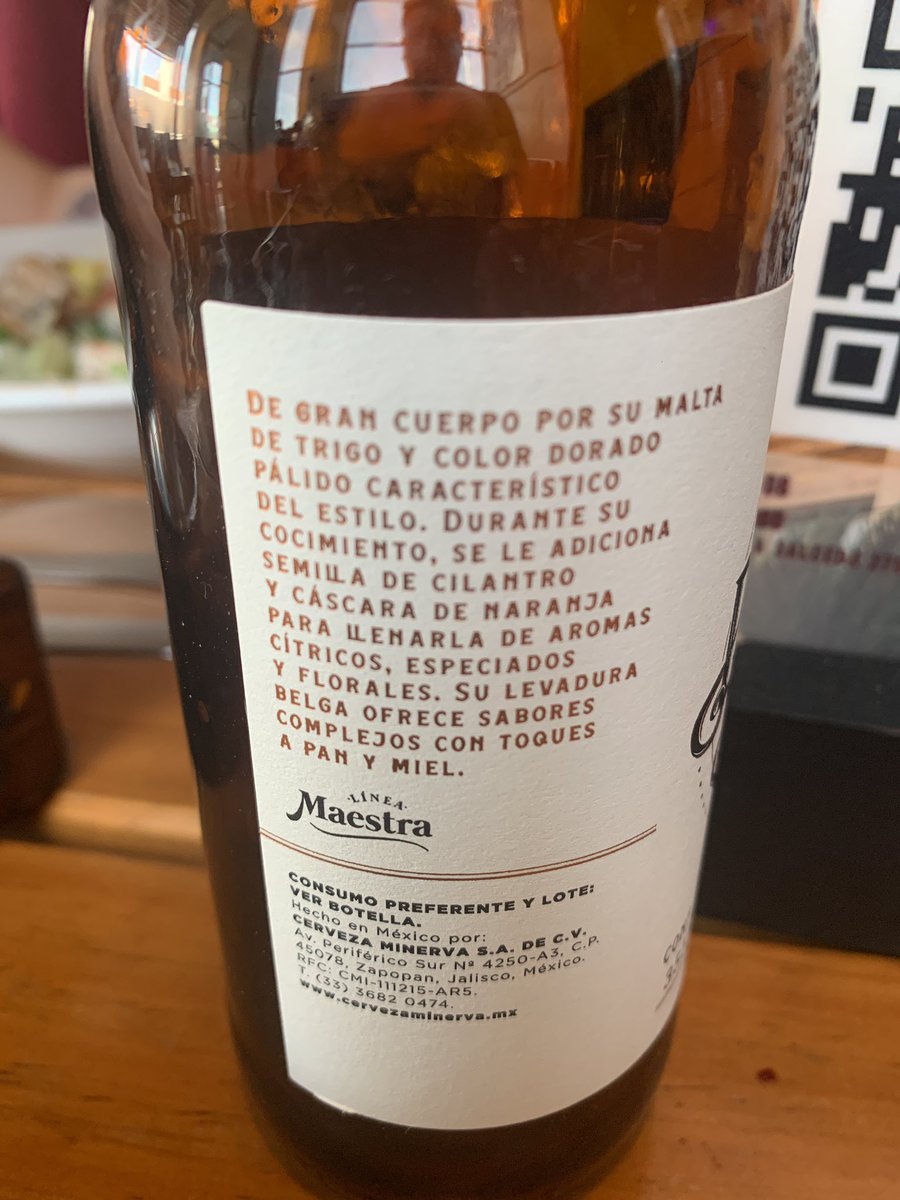 DE GRAN CUERPO POR SU MALTA
DE TRIGO Y COLOR DORADO
PÁLIDO CARACTERÍSTICO
DEL ESTILO. DURANTE SU
COCIMIENTO, SE LE ADICIONA
SEMILLA DE CILANTRO
Y CÁSCARA DE NARANJA
PARA LLENARLA DE AROMAS
CÍTRICOS, ESPECIADOS
Y FLORALES. SU LEVADURA
BELGA OFRECE SABORES
COMPLEJOS CON TOQUES
A PAN Y MIEL.
·LÍNEA·
Maestra
CONSUMO PREFERENTE Y LOTE:
VER BOTELLA.
Hecho en México por:
CERVEZA MINERVA S.A. DE C.V.
Av. Periférico Sur Nº 4250-A3, C.P.
45078, Zapopan, Jalisco, México.
RFC: CMI-111215-AR5.
T. (33) 3682 0474.
www.cervezaminerva.mx